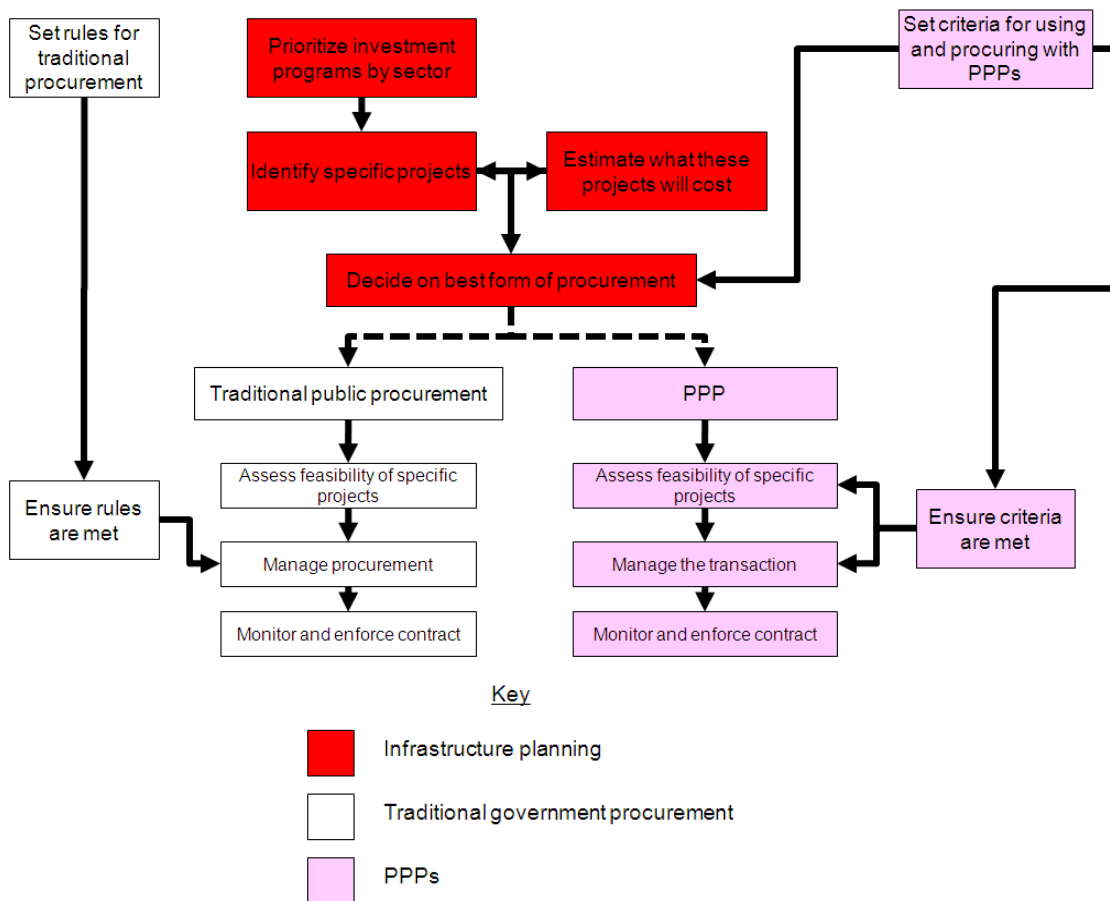 Set rules for
traditional
procurement
Prioritize investment
programs by sector
Set criteria for using
and procuring with
PPPs
Identify specific projects
Estimate what these
projects will cost
Decide on best form of procurement
Traditional public procurement
PPP
Assess feasibility of specific
projects
Assess feasibility of specific
projects
Ensure rules
are met
Ensure criteria
are met
Manage procurement
Manage the transaction
Monitor and enforce contract
Monitor and enforce contract
Key
Infrastructure planning
Traditional government procurement
PPPs